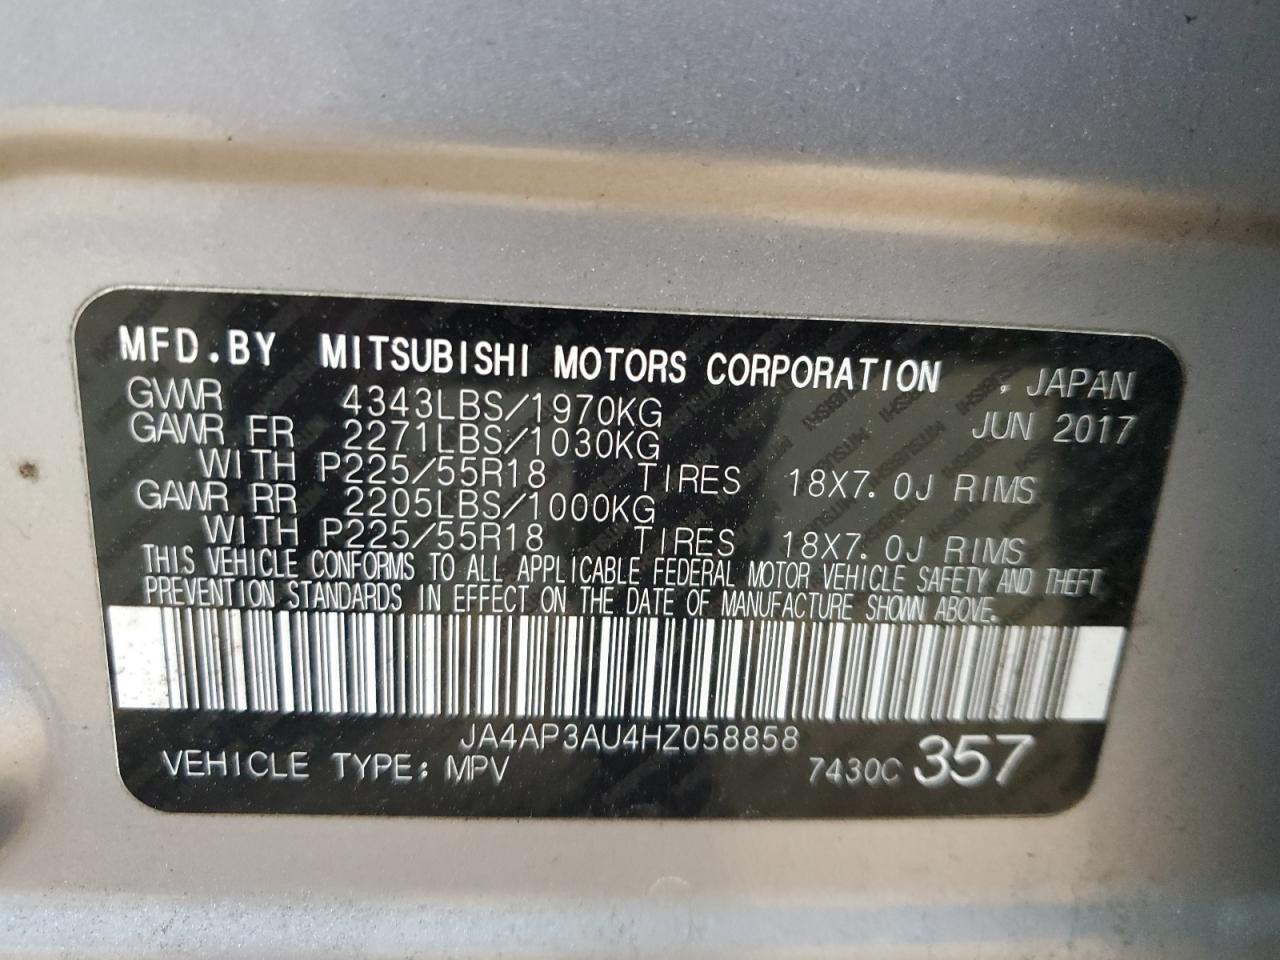 MFD.BY MITSUBISHI MOTORS CORPORATION , JAPAN
GVWR 4343LBS/1970KG JUN 2017
GAWR FR 2271LBS/1030KG
WITH P225/55R18 TIRES 18X7.0J RIMS
GAWR RR 2205LBS/1000KG
WITH P225/55R18 TIRES 18X7.0J RIMS
THIS VEHICLE CONFORMS TO ALL APPLICABLE FEDERAL MOTOR VEHICLE SAFETY AND THEFT
PREVENTION STANDARDS IN EFFECT ON THE DATE OF MANUFACTURE SHOWN ABOVE.
JA4AP3AU4HZ058858
VEHICLE TYPE: MPV 7430C 357